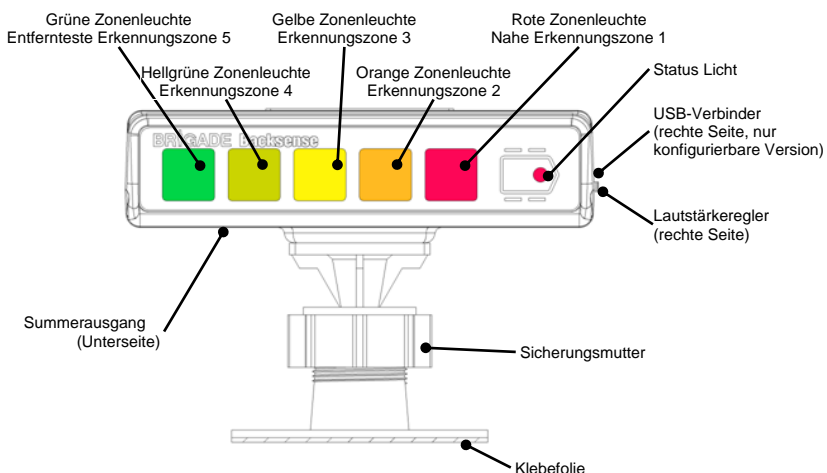 Grüne Zonenleuchte
Entfernteste Erkennungszone 5
Gelbe Zonenleuchte
Erkennungszone 3
Rote Zonenleuchte
Nahe Erkennungszone 1
Hellgrüne Zonenleuchte
Erkennungszone 4
Orange Zonenleuchte
Erkennungszone 2
Status Licht
USB-Verbinder
(rechte Seite, nur
konfigurierbare Version)
BRIGADE Backsense
Lautstärkeregler
(rechte Seite)
Summerausgang
(Unterseite)
Sicherungsmutter
Klebefolie